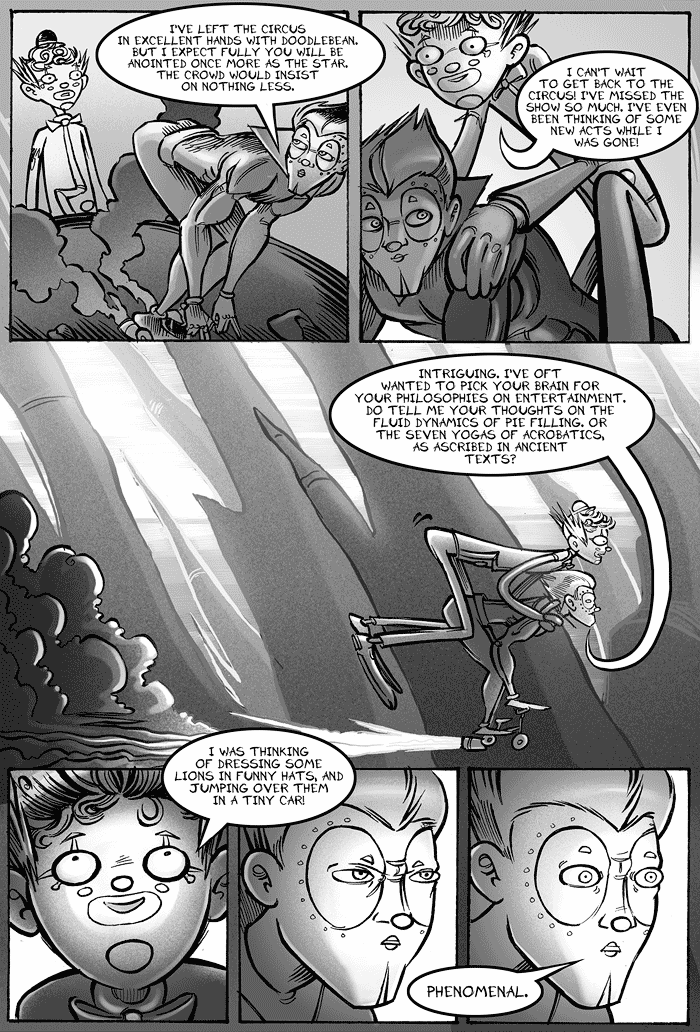 I'VE LEFT THE CIRCUS
IN EXCELLENT HANDS WITH DOODLEBEAN.
BUT I EXPECT FULLY YOU WILL BE
ANOINTED ONCE MORE AS THE STAR.
THE CROWD WOULD INSIST
ON NOTHING LESS.
I CAN'T WAIT
TO GET BACK TO THE
CIRCUS! I'VE MISSED THE
SHOW SO MUCH. I'VE EVEN
BEEN THINKING OF SOME
NEW ACTS WHILE I
WAS GONE!
INTRIGUING. I'VE OFT
WANTED TO PICK YOUR BRAIN FOR
YOUR PHILOSOPHIES ON ENTERTAINMENT.
DO TELL ME YOUR THOUGHTS ON THE
FLUID DYNAMICS OF PIE FILLING. OR
THE SEVEN YOGAS OF ACROBATICS,
AS ASCRIBED IN ANCIENT
TEXTS?
I WAS THINKING
OF DRESSING SOME
LIONS IN FUNNY HATS, AND
JUMPING OVER THEM
IN A TINY CAR!
PHENOMENAL.